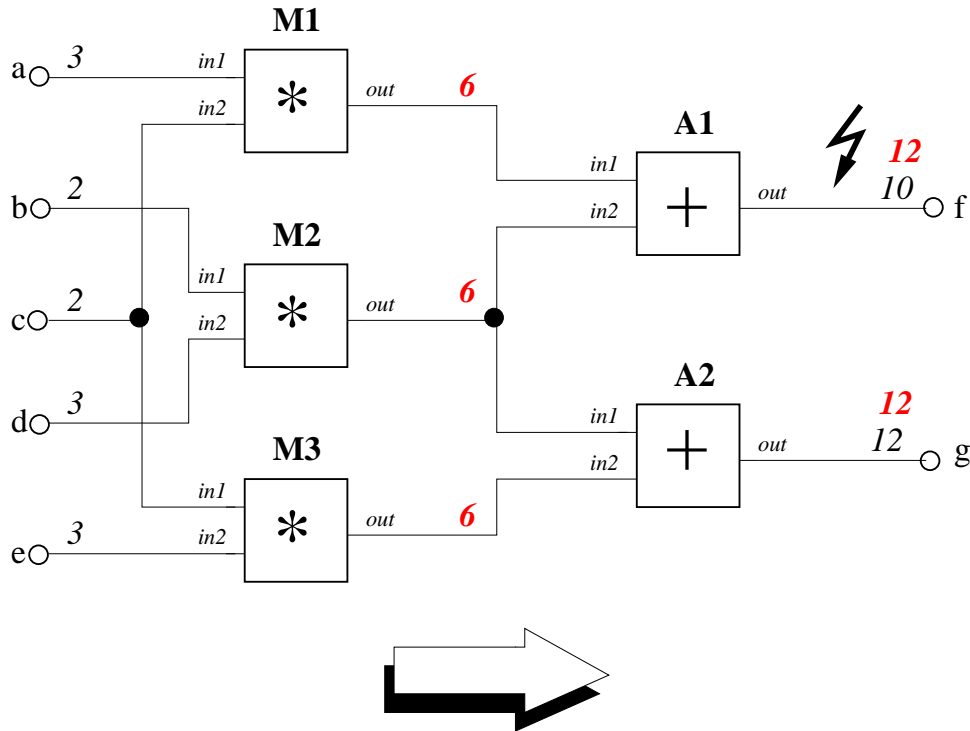 M1
a 3 in1 * out 6
in2
A1
12
b 2 in1 + out 10 f
M2 in2
in1
c 2 * out 6
in2
A2
d 3 12
in1 + out 12 g
M3 in2
in1
* out 6
e 3 in2